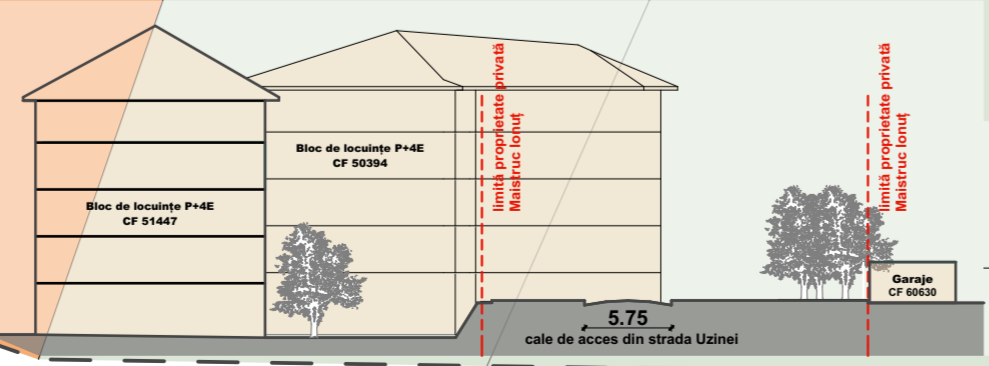 Bloc de locuințe P+4E
CF 51447
Bloc de locuințe P+4E
CF 50394
limită proprietate privată
Maistruc Ionuț
5.75
cale de acces din strada Uzinei
limită proprietate privată
Maistruc Ionuț
Garaje
CF 60630